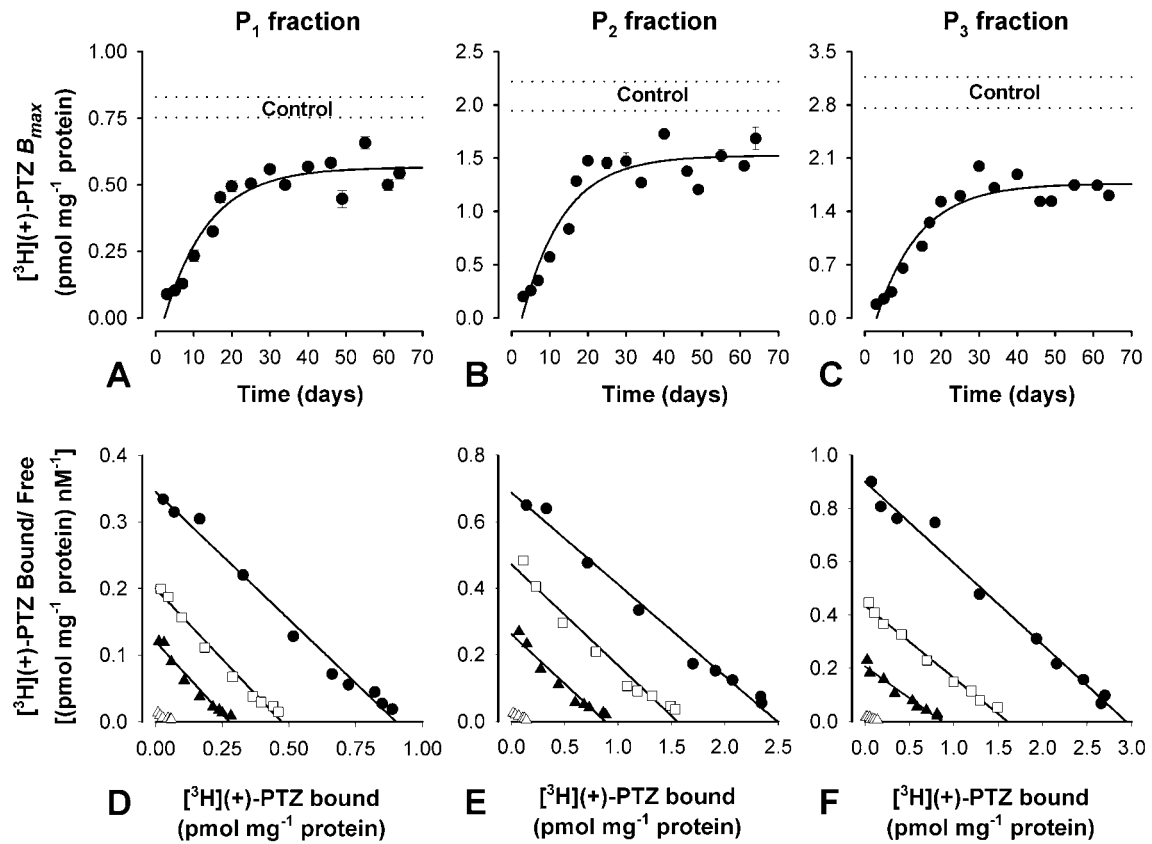 P₁ fraction
P₂ fraction
P₃ fraction
[³H](+)-PTZ Bmax
(pmol mg⁻¹ protein)
1.00
0.75
0.50
0.25
0.00
Control
0 10 20 30 40 50 60 70
A
Time (days)
2.5
2.0
1.5
1.0
0.5
0.0
Control
0 10 20 30 40 50 60 70
B
Time (days)
3.5
2.8
2.1
1.4
0.7
0.0
Control
0 10 20 30 40 50 60 70
C
Time (days)
[³H](+)-PTZ Bound/ Free
[(pmol mg⁻¹ protein) nM⁻¹]
0.4
0.3
0.2
0.1
0.0
0.00 0.25 0.50 0.75 1.00
D
[³H](+)-PTZ bound
(pmol mg⁻¹ protein)
0.8
0.6
0.4
0.2
0.0
0.0 0.5 1.0 1.5 2.0 2.5
E
[³H](+)-PTZ bound
(pmol mg⁻¹ protein)
1.0
0.8
0.6
0.4
0.2
0.0
0.0 0.5 1.0 1.5 2.0 2.5 3.0
F
[³H](+)-PTZ bound
(pmol mg⁻¹ protein)